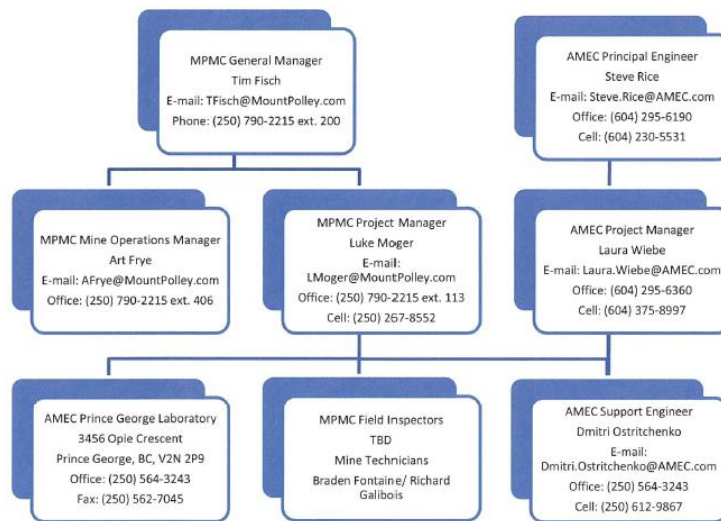 MPMC General Manager
Tim Fisch
E-mail: TFisch@MountPolley.com
Phone: (250) 790-2215 ext. 200
AMEC Principal Engineer
Steve Rice
E-mail: Steve.Rice@AMEC.com
Office: (604) 295-6190
Cell: (604) 230-5531
MPMC Mine Operations Manager
Art Frye
E-mail: AFrye@MountPolley.com
Office: (250) 790-2215 ext. 406
MPMC Project Manager
Luke Moger
E-mail:
LMoger@MountPolley.com
Office: (250) 790-2215 ext. 113
Cell: (250) 267-8552
AMEC Project Manager
Laura Wiebe
E-mail: Laura.Wiebe@AMEC.com
Office: (604) 295-6360
Cell: (604) 375-8997
AMEC Prince George Laboratory
3456 Opie Crescent
Prince George, BC, V2N 2P9
Office: (250) 564-3243
Fax: (250) 562-7045
MPMC Field Inspectors
TBD
Mine Technicians
Braden Fontaine/ Richard
Galibois
AMEC Support Engineer
Dmitri Ostritchenko
E-mail:
Dmitri.Ostritchenko@AMEC.com
Office: (250) 564-3243
Cell: (250) 612-9867